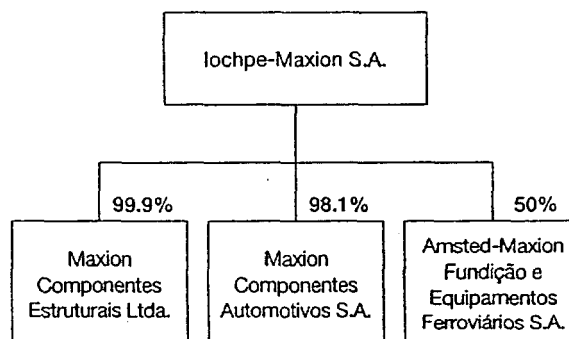 Iochpe-Maxion S.A.
99.9%
98.1%
50%
Maxion
Componentes
Estruturais Ltda.
Maxion
Componentes
Automotivos S.A.
Amsted-Maxion
Fundição e
Equipamentos
Ferroviários S.A.